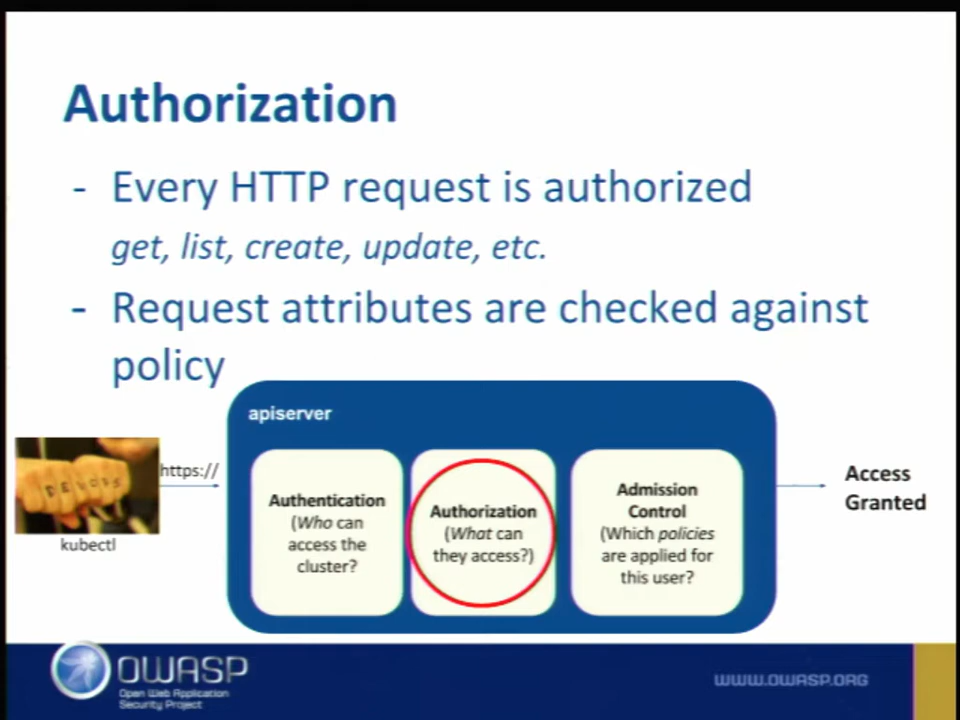 Authorization
- Every HTTP request is authorized
get, list, create, update, etc.
- Request attributes are checked against
policy
apiserver
https://
kubectl
Authentication
(Who can
access the
cluster?
Authorization
(What can
they access?)
Admission
Control
(Which policies
are applied for
this user?
Access
Granted
OWASP
Open Web Application
Security Project
WWW.OWASP.ORG